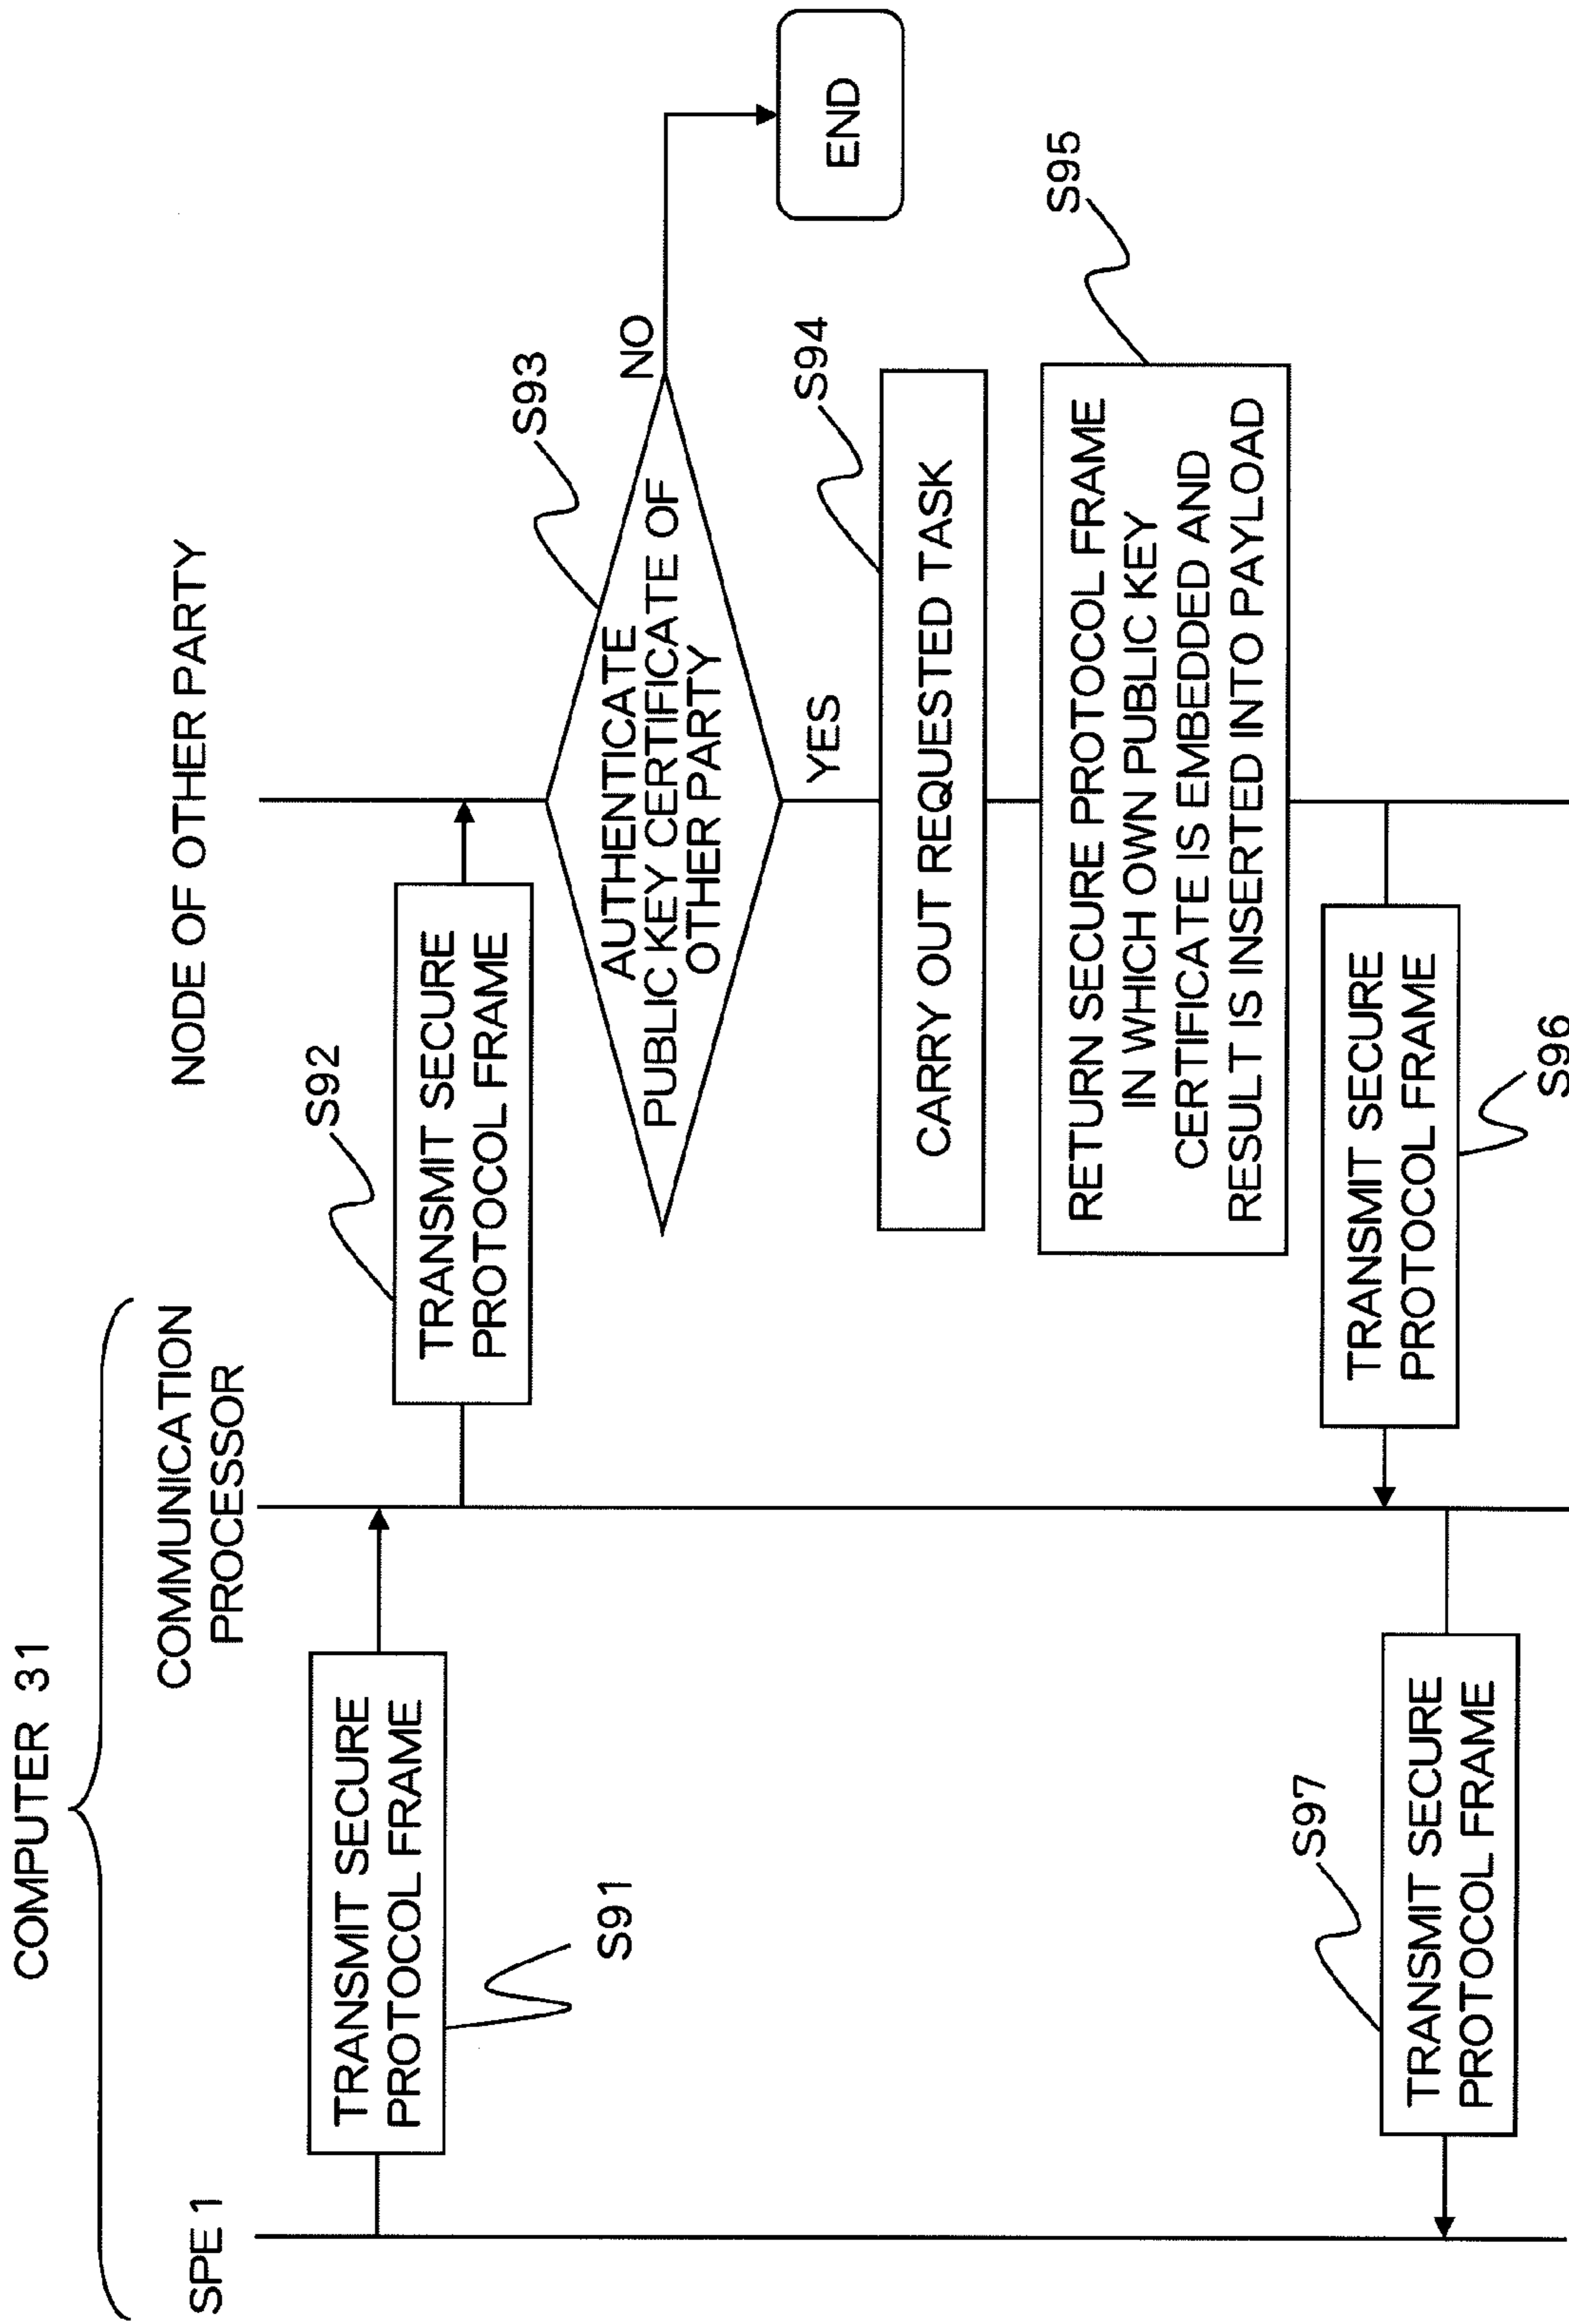 COMPUTER 31
SPE 1
COMMUNICATION
PROCESSOR
NODE OF OTHER PARTY
TRANSMIT SECURE
PROTOCOL FRAME
S91
TRANSMIT SECURE
PROTOCOL FRAME
S92
AUTHENTICATE
PUBLIC KEY CERTIFICATE OF
OTHER PARTY
S93
NO
END
YES
CARRY OUT REQUESTED TASK
S94
RETURN SECURE PROTOCOL FRAME
IN WHICH OWN PUBLIC KEY
CERTIFICATE IS EMBEDDED AND
RESULT IS INSERTED INTO PAYLOAD
S95
TRANSMIT SECURE
PROTOCOL FRAME
S96
TRANSMIT SECURE
PROTOCOL FRAME
S97